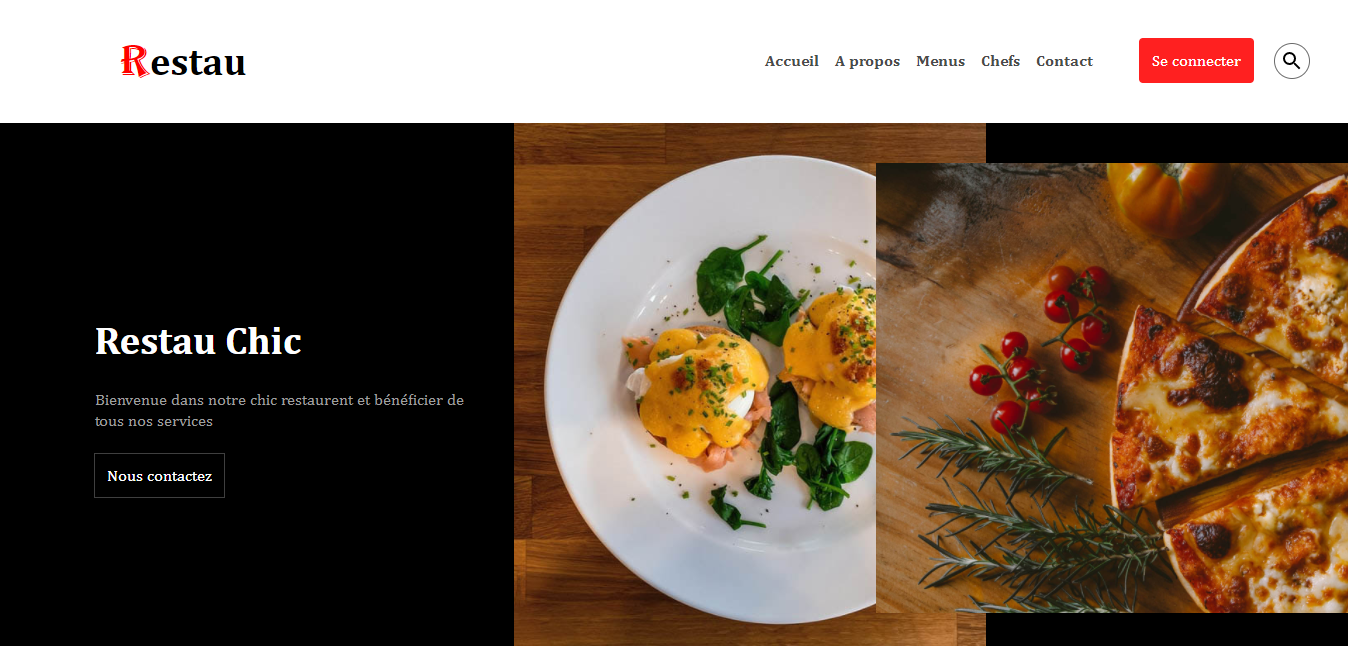 Restau
Accueil A propos Menus Chefs Contact Se connecter
Restau Chic
Bienvenue dans notre chic restaurent et bénéficier de
tous nos services
Nous contactez